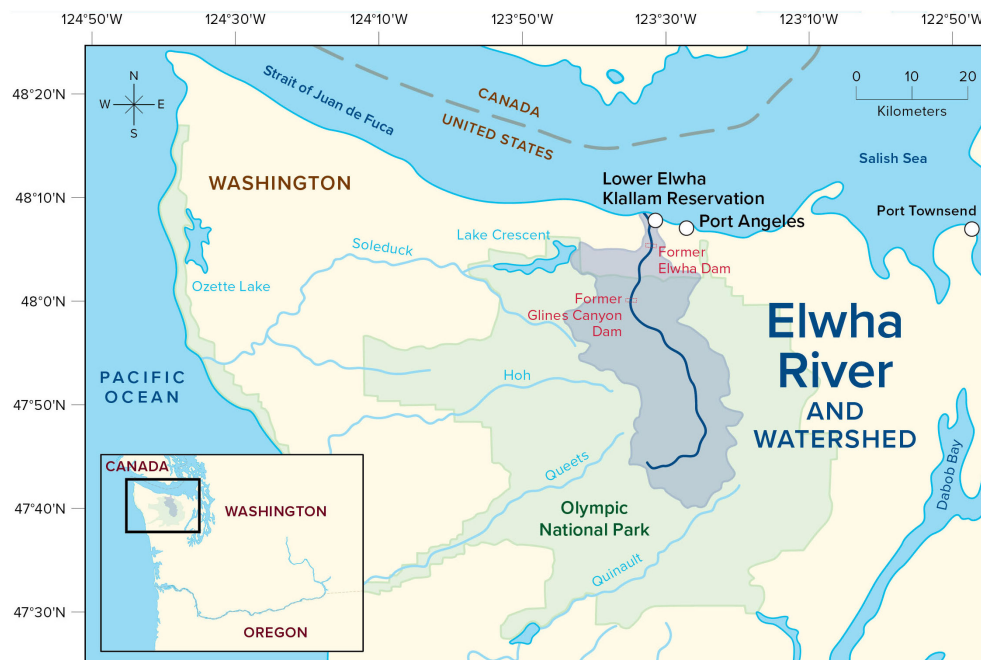 124°50'W
124°30'W
124°10'W
123°50'W
123°30'W
123°10'W
122°50'W
48°20'N
48°10'N
48°0'N
47°50'N
47°40'N
47°30'N
N
W
E
S
0
10
20
Kilometers
Strait of Juan de Fuca
CANADA
UNITED STATES
Salish Sea
WASHINGTON
Lower Elwha
Klallam Reservation
Port Angeles
Port Townsend
Lake Crescent
Soleduck
Former
Elwha Dam
Ozette Lake
Former
Glines Canyon
Dam
Elwha
River
AND
WATERSHED
PACIFIC
OCEAN
Hoh
Queets
Dabob Bay
Olympic
National Park
Quinault
CANADA
WASHINGTON
OREGON